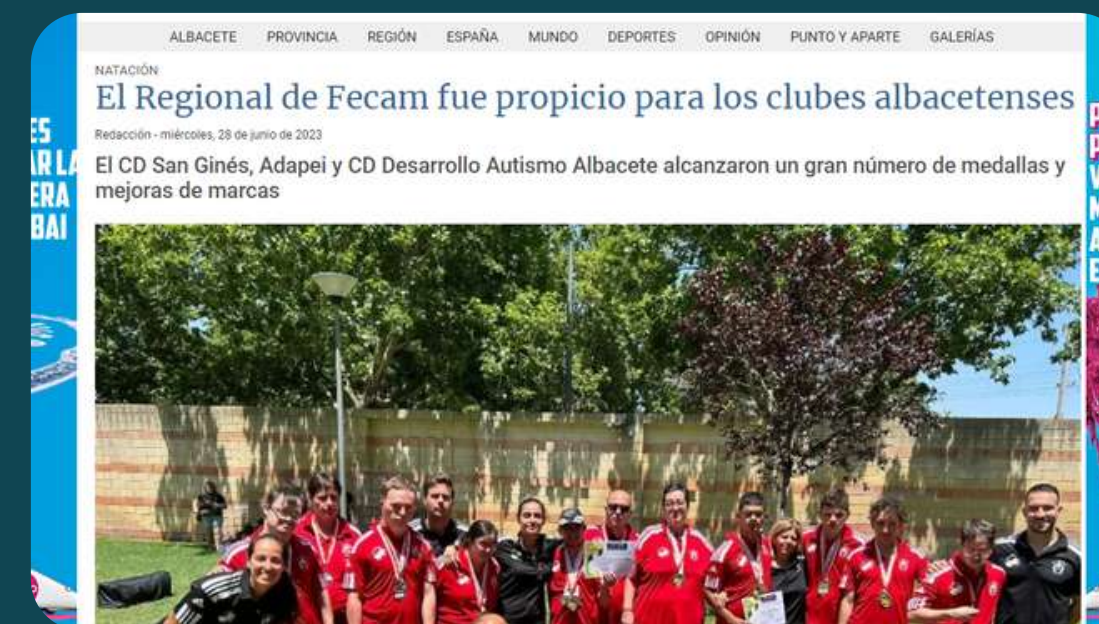 ALBACETE PROVINCIA REGIÓN ESPAÑA MUNDO DEPORTES OPINIÓN PUNTO Y APARTE GALERÍAS
NATACIÓN
El Regional de Fecam fue propicio para los clubes albacetenses
Redacción - miércoles, 28 de junio de 2023
El CD San Ginés, Adapei y CD Desarrollo Autismo Albacete alcanzaron un gran número de medallas y
mejoras de marcas